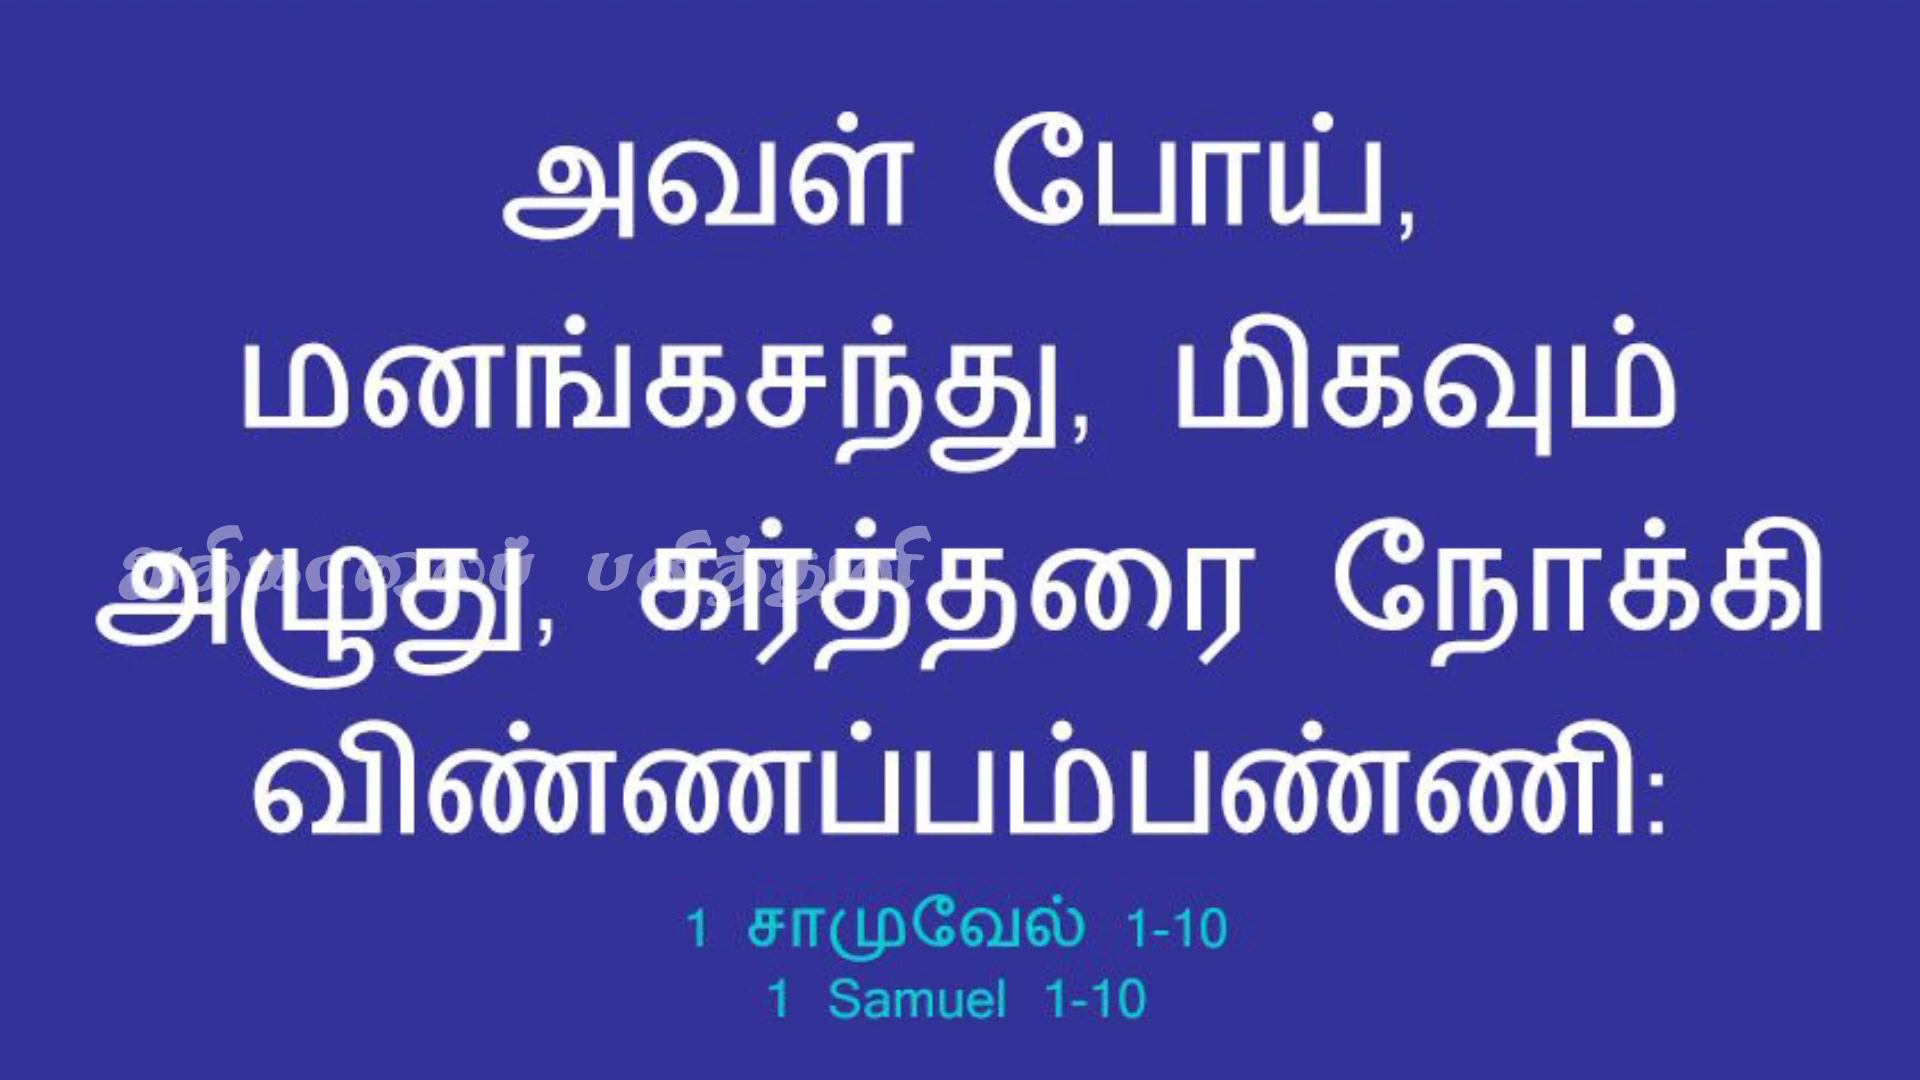 அவள் போய்,
மனங்கசந்து, மிகவும்
அழுது, கர்த்தரை நோக்கி
விண்ணப்பம்பண்ணி:
1 சாமுவேல் 1-10
1 Samuel 1-10